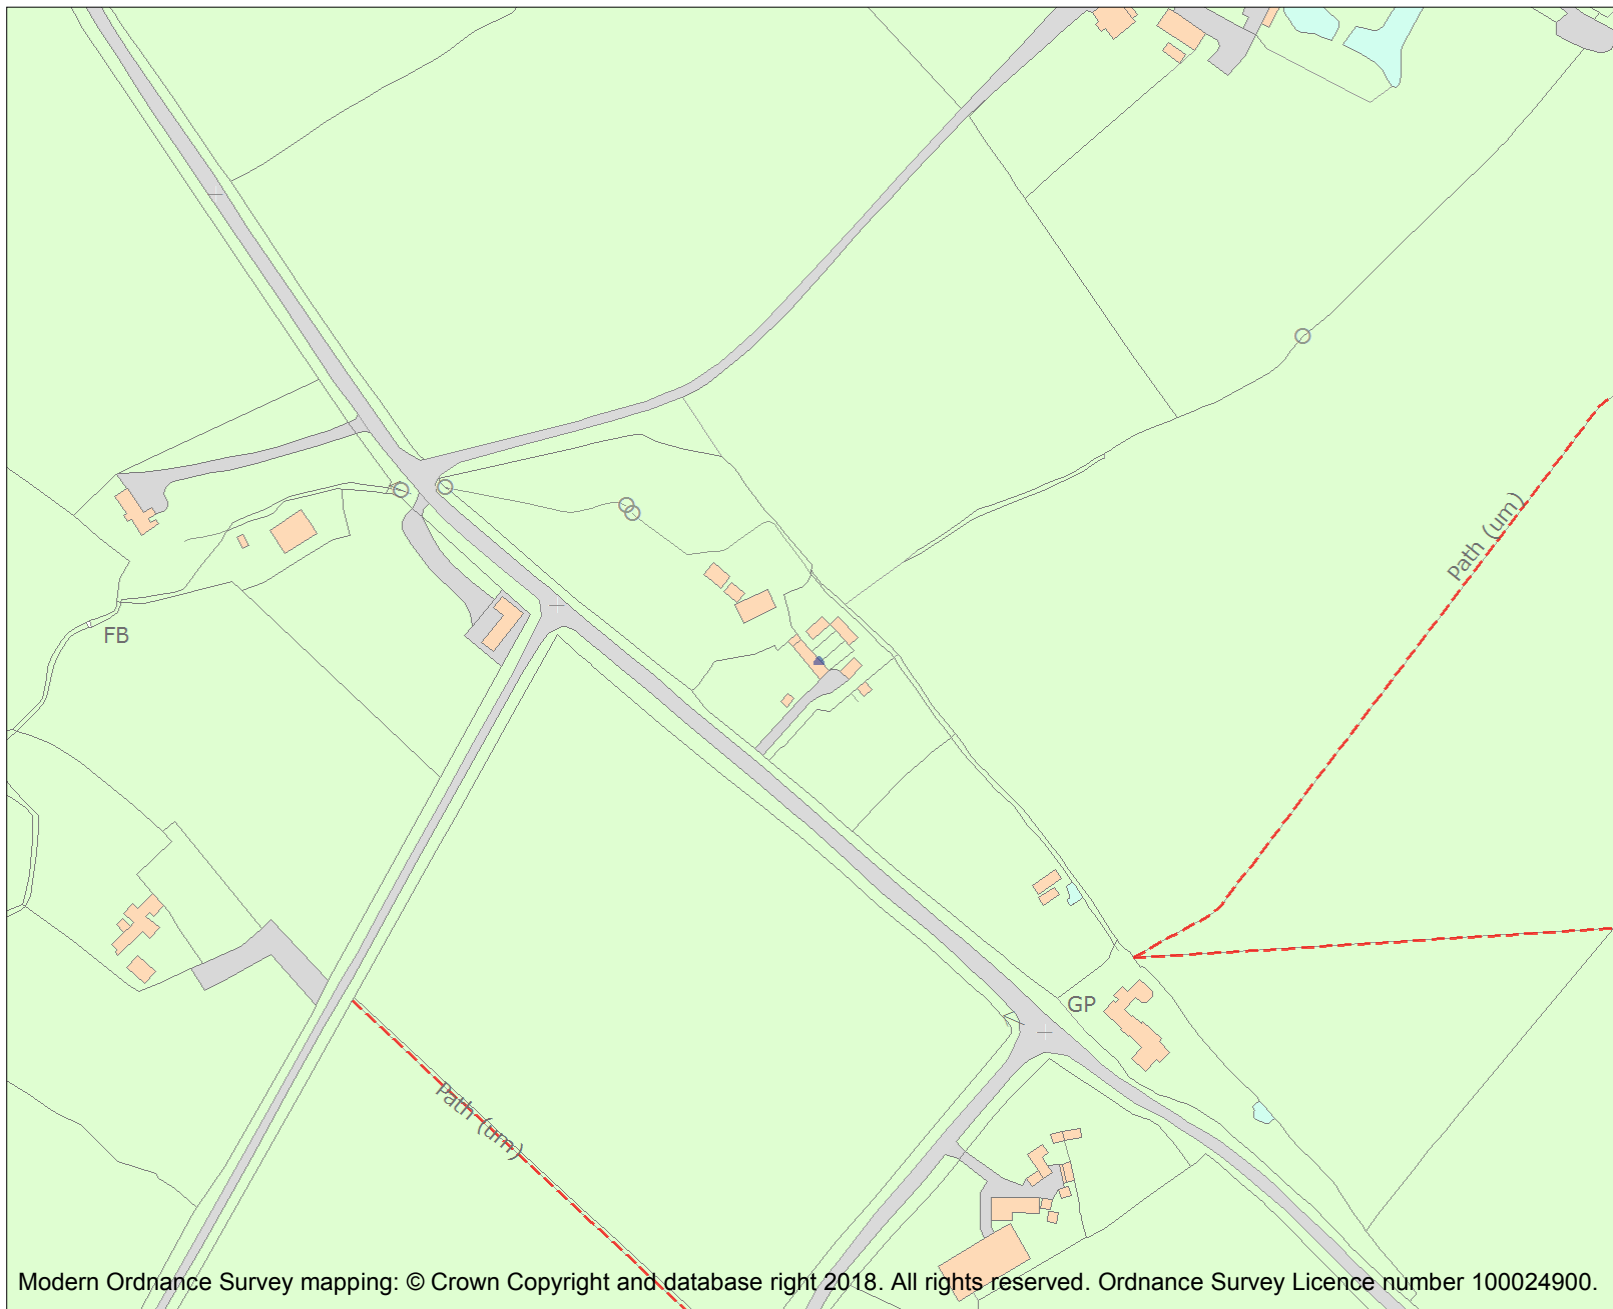 Path (um)
FB
GP
Path (um)
Modern Ordnance Survey mapping: © Crown Copyright and database right 2018. All rights reserved. Ordnance Survey Licence number 100024900.